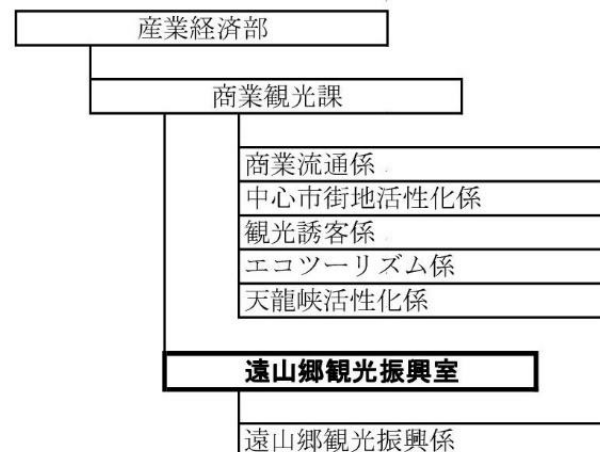 産業経済部
商業観光課
商業流通係
中心市街地活性化係
観光誘客係
エコツーリズム係
天龍峡活性化係
遠山郷観光振興室
遠山郷観光振興係